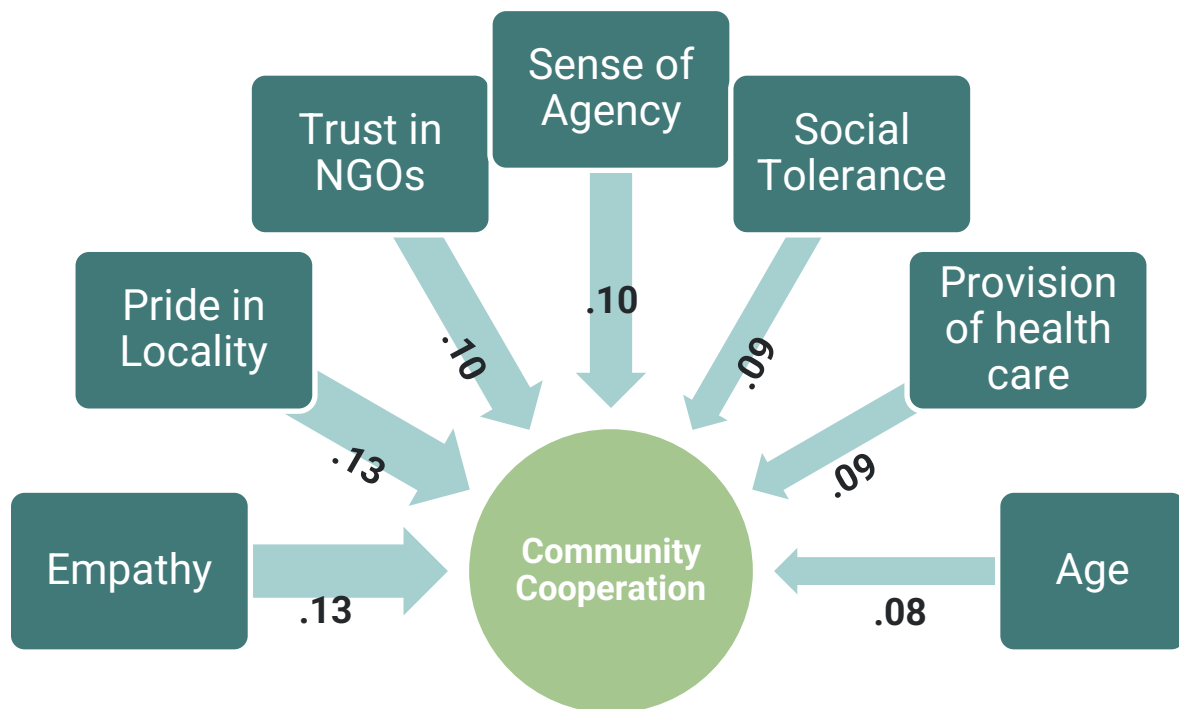 Sense of
Agency
Trust in
NGOs
Social
Tolerance
Pride in
Locality
Provision
of health
care
.10
.10
.09
.13
.09
Empathy
.13
Community
Cooperation
Age
.08